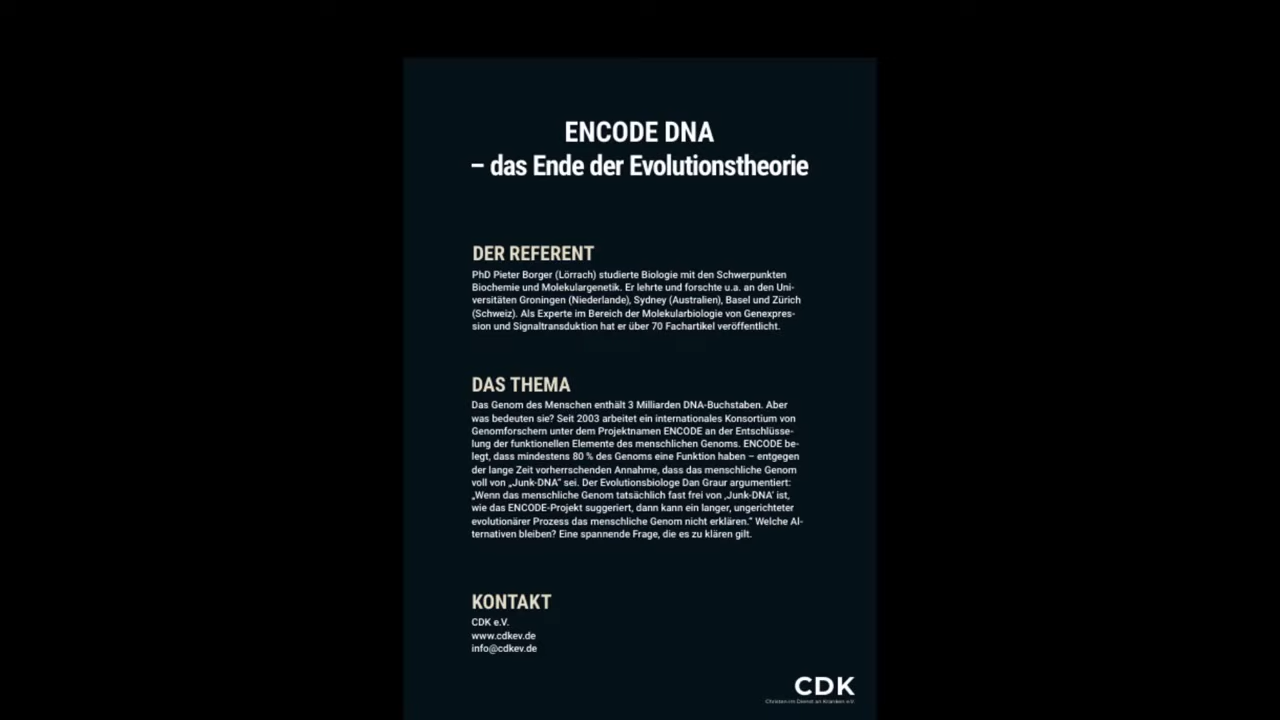 ENCODE DNA
– das Ende der Evolutionstheorie
DER REFERENT
PhD Pieter Borger (Lörrach) studierte Biologie mit den Schwerpunkten
Biochemie und Molekulargenetik. Er lehrte und forschte u.a. an den Uni-
versitäten Groningen (Niederlande), Sydney (Australien), Basel und Zürich
(Schweiz). Als Experte im Bereich der Molekularbiologie von Genexpres-
sion und Signaltransduktion hat er über 70 Fachartikel veröffentlicht.
DAS THEMA
Das Genom des Menschen enthält 3 Milliarden DNA-Buchstaben. Aber
was bedeuten sie? Seit 2003 arbeitet ein internationales Konsortium von
Genomforschern unter dem Projektnamen ENCODE an der Entschlüsse-
lung der funktionellen Elemente des menschlichen Genoms. ENCODE be-
legt, dass mindestens 80 % des Genoms eine Funktion haben – entgegen
der lange Zeit vorherrschenden Annahme, dass das menschliche Genom
voll von „Junk-DNA“ sei. Der Evolutionsbiologe Dan Graur argumentiert:
„Wenn das menschliche Genom tatsächlich fast frei von ‚Junk-DNA‘ ist,
wie das ENCODE-Projekt suggeriert, dann kann ein langer, ungerichteter
evolutionärer Prozess das menschliche Genom nicht erklären.“ Welche Al-
ternativen bleiben? Eine spannende Frage, die es zu klären gilt.
KONTAKT
CDK e.V.
www.cdkev.de
info@cdkev.de
CDK
Christen im Dienst an Kranken e.V.